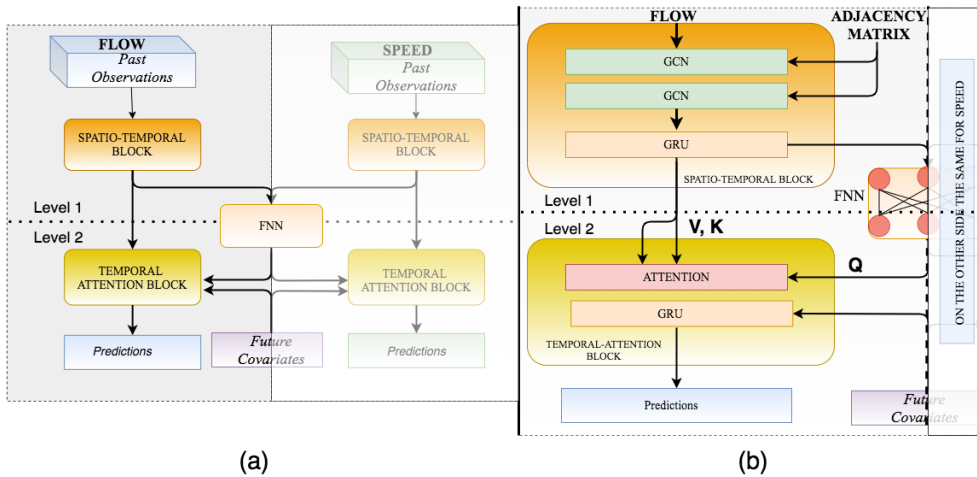 FLOW
Past
Observations
SPEED
Past
Observations
SPATIO-TEMPORAL
BLOCK
SPATIO-TEMPORAL
BLOCK
Level 1
FNN
Level 2
TEMPORAL
ATTENTION BLOCK
TEMPORAL
ATTENTION BLOCK
Predictions
Future
Covariates
Predictions
(a)
FLOW
ADJACENCY
MATRIX
GCN
GCN
GRU
SPATIO-TEMPORAL BLOCK
FNN
Level 1
Level 2
V, K
ATTENTION
Q
GRU
TEMPORAL-ATTENTION
BLOCK
Predictions
Future
Covariates
ON THE OTHER SIDE THE SAME FOR SPEED
(b)